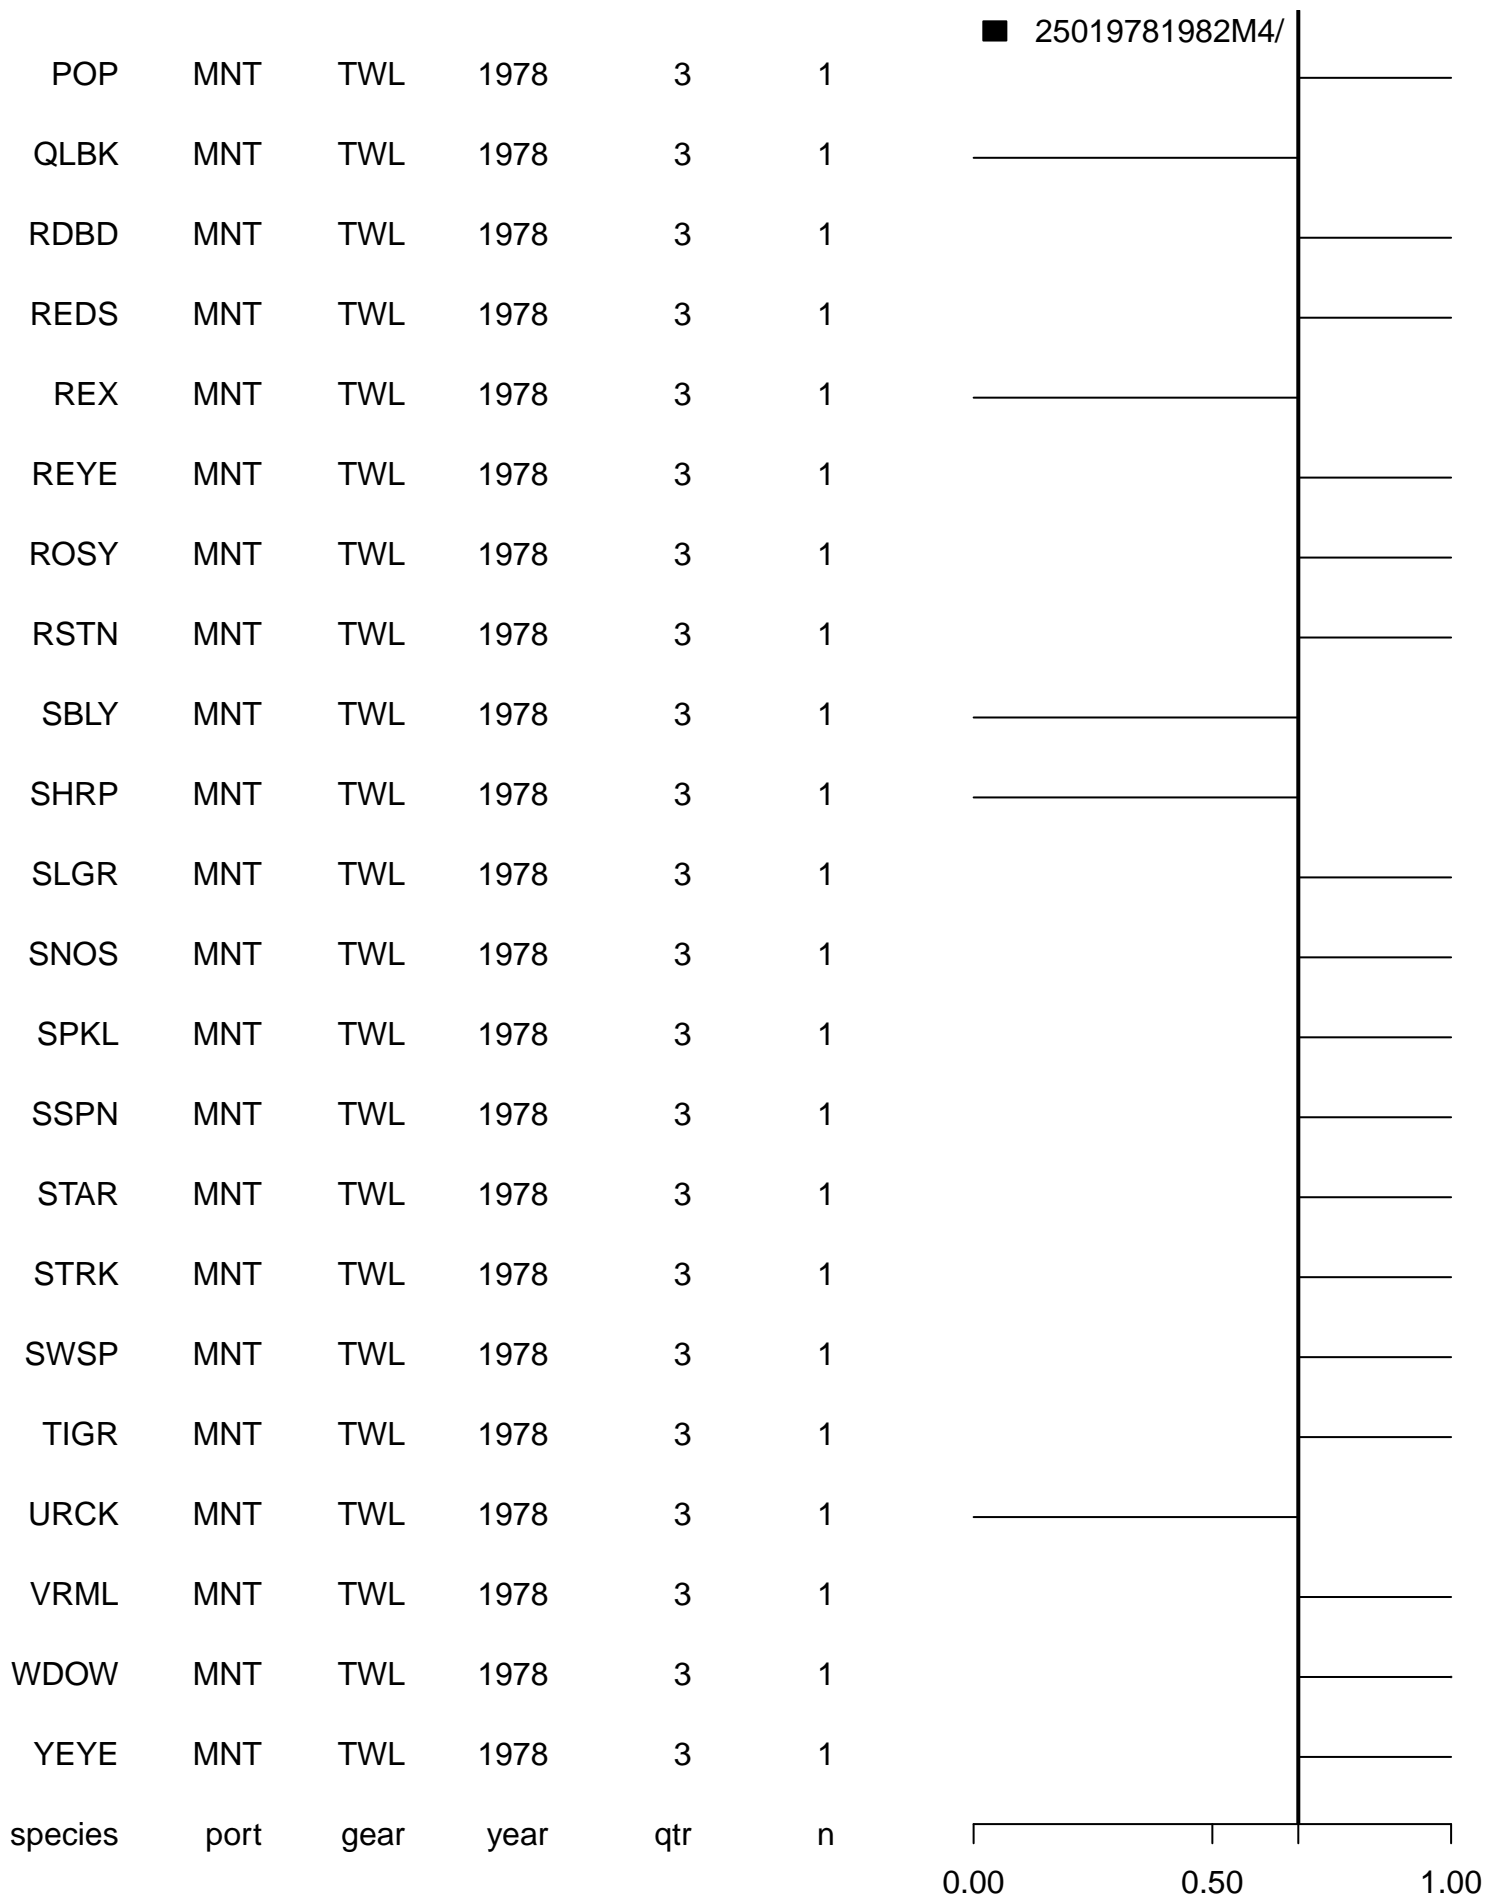 25019781982M4/
POP MNT TWL 1978 3 1
QLBK MNT TWL 1978 3 1
RDBD MNT TWL 1978 3 1
REDS MNT TWL 1978 3 1
REX MNT TWL 1978 3 1
REYE MNT TWL 1978 3 1
ROSY MNT TWL 1978 3 1
RSTN MNT TWL 1978 3 1
SBLY MNT TWL 1978 3 1
SHRP MNT TWL 1978 3 1
SLGR MNT TWL 1978 3 1
SNOS MNT TWL 1978 3 1
SPKL MNT TWL 1978 3 1
SSPN MNT TWL 1978 3 1
STAR MNT TWL 1978 3 1
STRK MNT TWL 1978 3 1
SWSP MNT TWL 1978 3 1
TIGR MNT TWL 1978 3 1
URCK MNT TWL 1978 3 1
VRML MNT TWL 1978 3 1
WDOW MNT TWL 1978 3 1
YEYE MNT TWL 1978 3 1
species port gear year qtr n
0.00 0.50 1.00